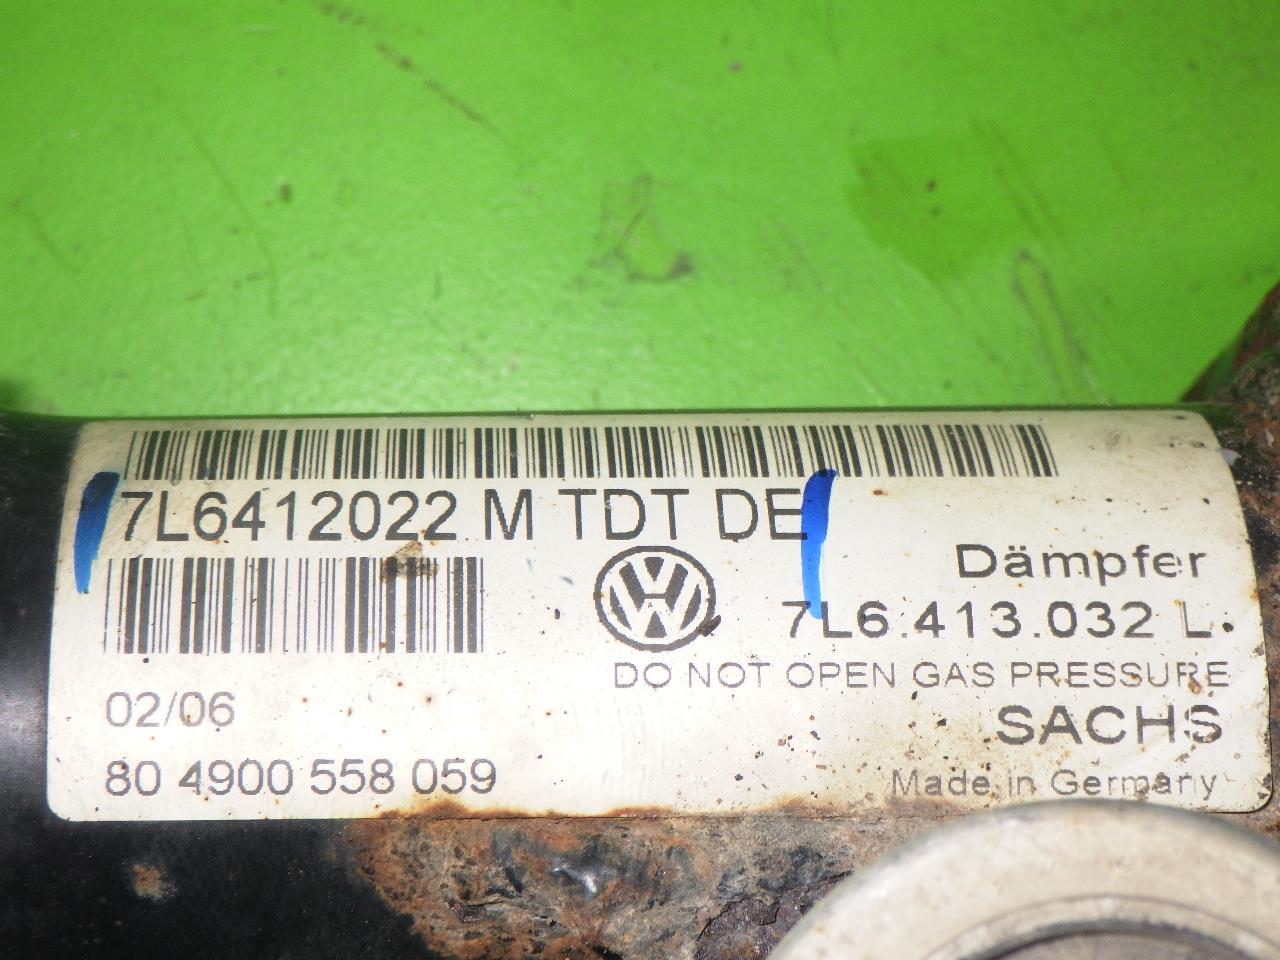 7L6412022 M TDT DE
Dämpfer
7L6.413.032 L.
DO NOT OPEN GAS PRESSURE
02/06
SACHS
80 4900 558 059
Made in Germany